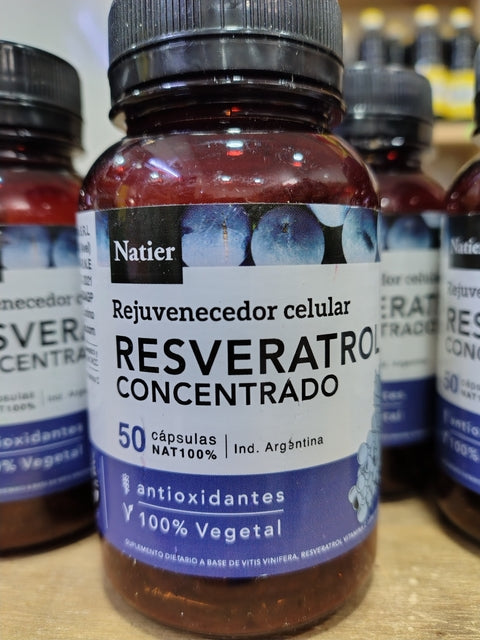 Natier
Rejuvenecedor celular
RESVERATROL
CONCENTRADO
50 cápsulas
NAT100%
Ind. Argentina
antioxidantes
100% Vegetal
SUPLEMENTO DIETARIO A BASE DE VITIS VINIFERA, RESVERATROL VITAMINA